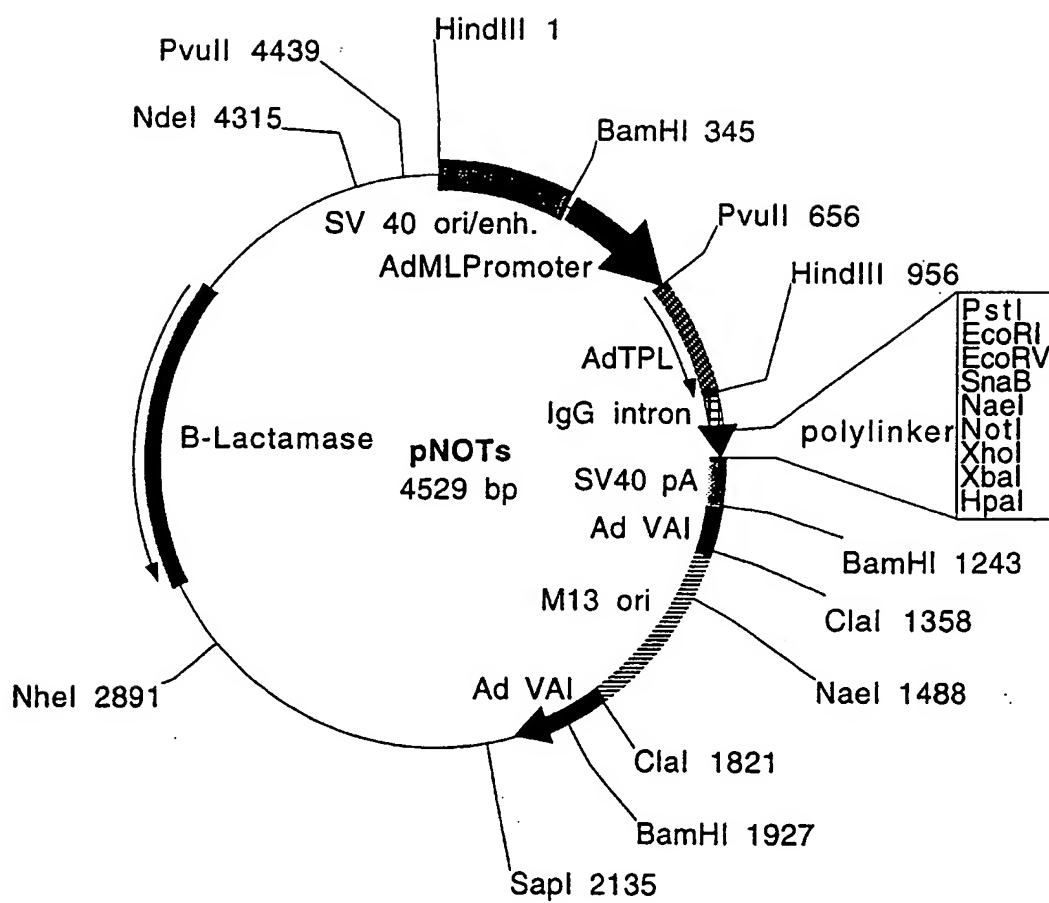 HindIII 1
PvuII 4439
NdeI 4315
BamHI 345
SV 40 ori/enh.
PvuII 656
AdMLPromoter
HindIII 956
PstI
EcoRI
EcoRV
SnaB
NaeI
NotI
XhoI
XbaI
HpaI
AdTPL
IgG intron
polylinker
B-Lactamase
pNOTs
4529 bp
SV40 pA
Ad VAI
BamHI 1243
M13 ori
ClaI 1358
NheI 2891
Ad VAI
NaeI 1488
ClaI 1821
BamHI 1927
SapI 2135